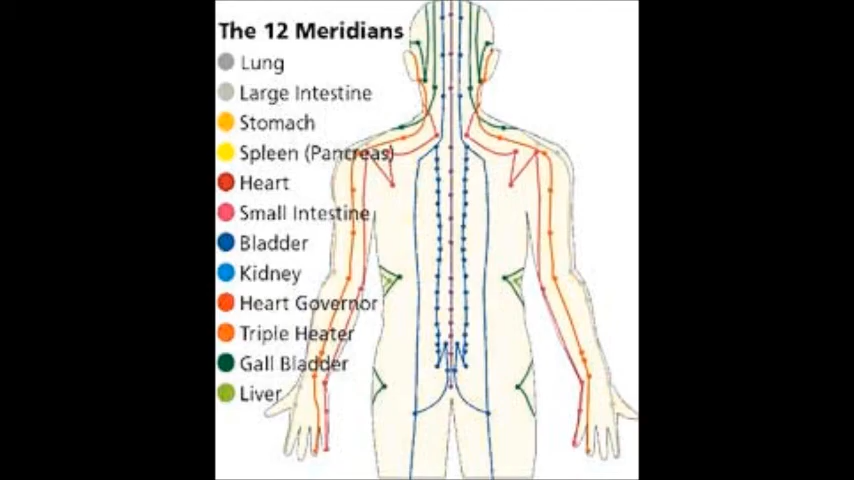 The 12 Meridians
Lung
Large Intestine
Stomach
Spleen (Pancreas)
Heart
Small Intestine
Bladder
Kidney
Heart Governor
Triple Heater
Gall Bladder
Liver